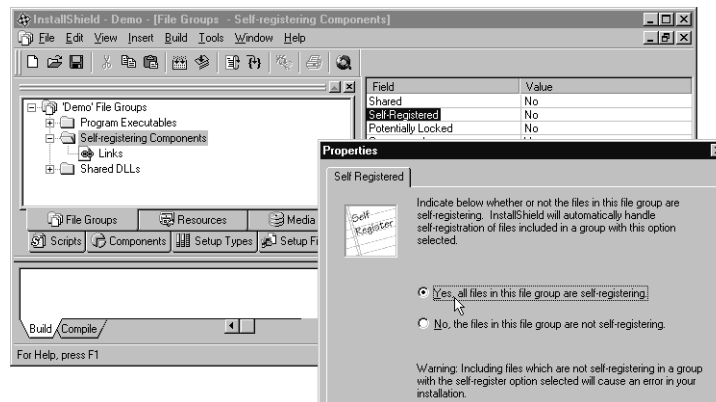 InstallShield - Demo - [File Groups - Self-registering Components]
File Edit View Insert Build Tools Window Help
Field Value
Shared No
Self-Registered No
Potentially Locked No
'Demo' File Groups
Program Executables
Self-registering Components
Links
Shared DLLs
File Groups Resources Media
Scripts Components Setup Types Setup Fi
Build Compile
For Help, press F1
Properties
Self Registered
Self
Register
Indicate below whether or not the files in this file group are
self-registering. InstallShield will automatically handle
self-registration of files included in a group with this option
selected.
Yes, all files in this file group are self-registering.
No, the files in this file group are not self-registering.
Warning: Including files which are not self-registering in a group
with the self-register option selected will cause an error in your
installation.